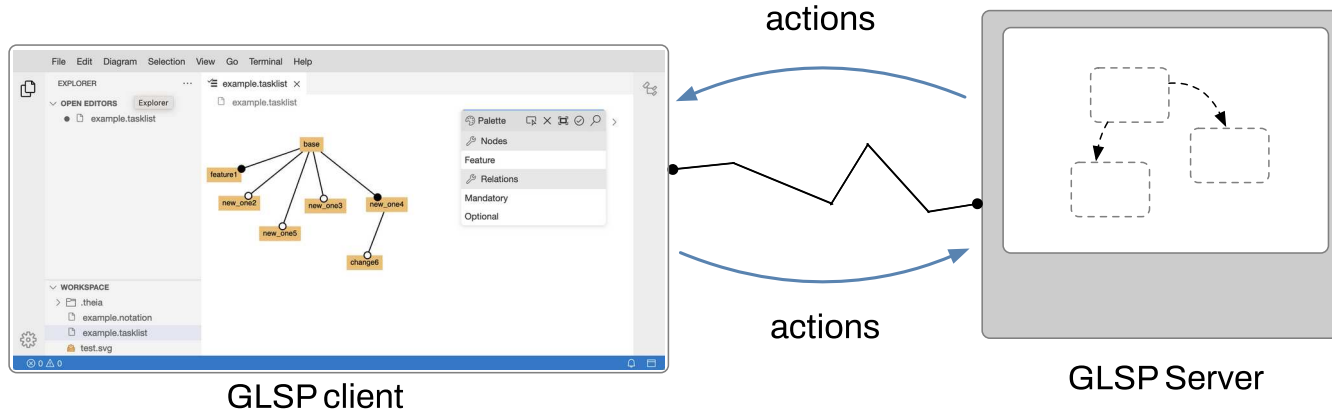 actions
File Edit Diagram Selection View Go Terminal Help
EXPLORER ···
example.tasklist ×
OPEN EDITORS
Explorer
example.tasklist
example.tasklist
Palette
Nodes
Feature
Relations
Mandatory
Optional
base
feature1
new_one2
new_one3
new_one4
new_one5
change6
WORKSPACE
.theia
example.notation
example.tasklist
test.svg
0 0
actions
GLSP client
GLSP Server